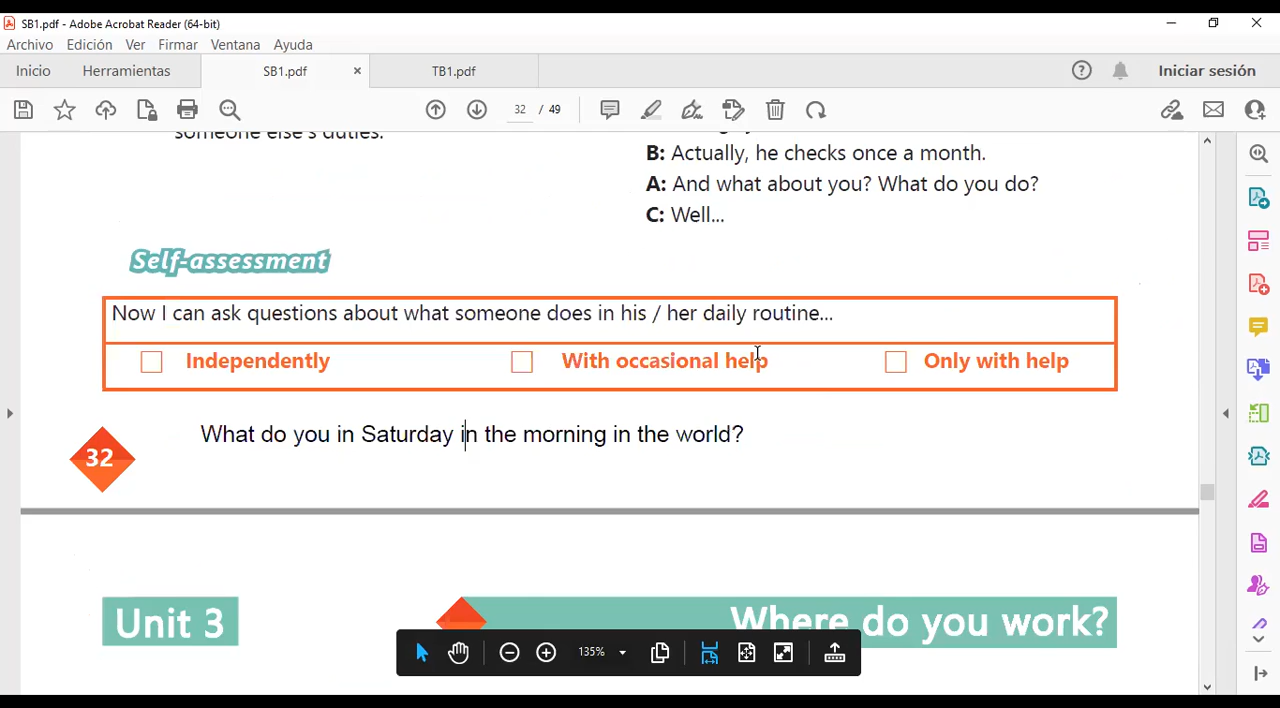 SB1.pdf - Adobe Acrobat Reader (64-bit)
Archivo Edición Ver Firmar Ventana Ayuda
Inicio Herramientas SB1.pdf × TB1.pdf Iniciar sesión
32 / 49
someone else's duties.
B: Actually, he checks once a month.
A: And what about you? What do you do?
C: Well...
Self-assessment
Now I can ask questions about what someone does in his / her daily routine...
Independently With occasional help Only with help
What do you in Saturday in the morning in the world?
32
Unit 3 Where do you work?
135%